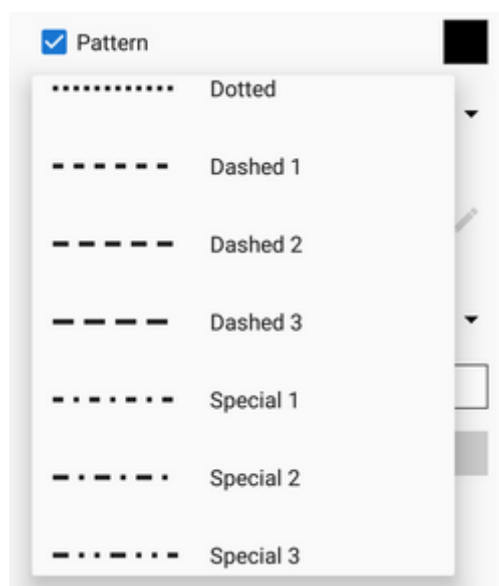 Pattern
Dotted
Dashed 1
Dashed 2
Dashed 3
Special 1
Special 2
Special 3